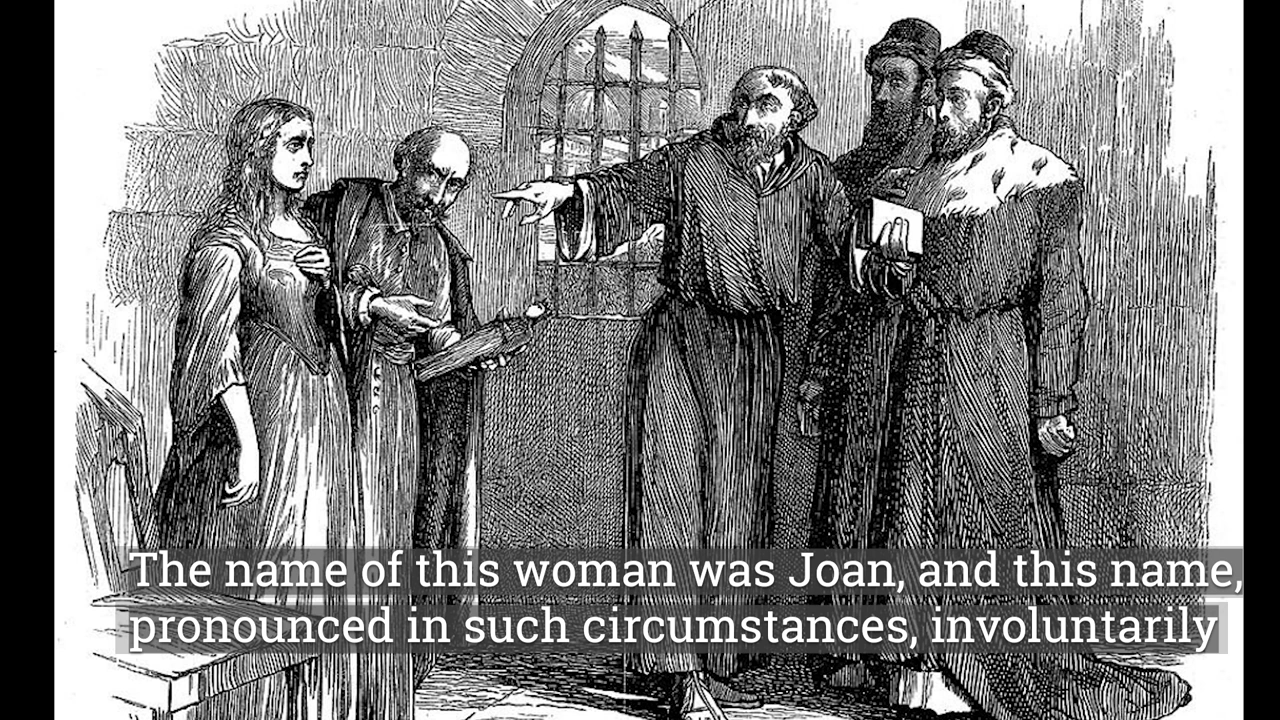 The name of this woman was Joan, and this name,
pronounced in such circumstances, involuntarily